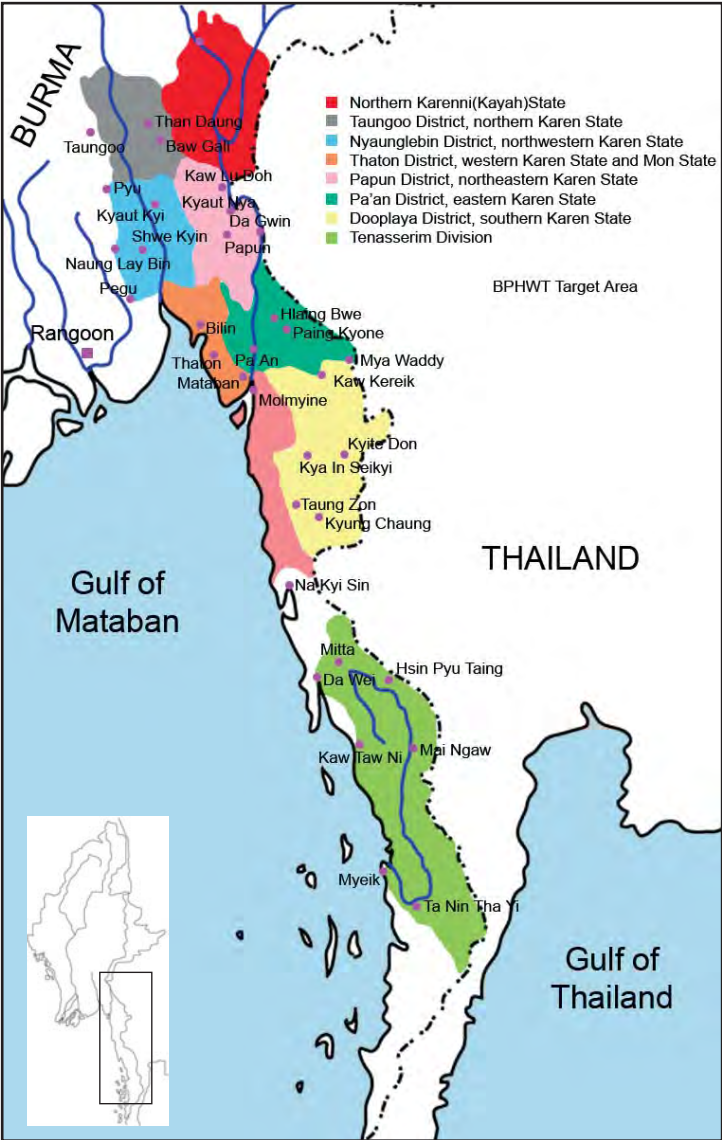 BURMA
Northern Karenni(Kayah)State
Taungoo District, northern Karen State
Nyaunglebin District, northwestern Karen State
Thaton District, western Karen State and Mon State
Papun District, northeastern Karen State
Pa'an District, eastern Karen State
Dooplaya District, southern Karen State
Tenasserim Division
BPHWT Target Area
Than Daung
Taungoo
Baw Gali
Kaw Lu Doh
Pyu
Kyaut Nya
Kyaut Kyi
Da Gwin
Shwe Kyin
Papun
Naung Lay Bin
Pegu
Hlaing Bwe
Rangoon
Bilin
Paing Kyone
Thaton
Pa An
Mya Waddy
Mataban
Kaw Kereik
Molmyine
Kyite Don
Kya In Seikyi
Taung Zon
Kyung Chaung
THAILAND
Gulf of
Mataban
Na Kyi Sin
Mitta
Hsin Pyu Taing
Da Wei
Kaw Taw Ni
Mai Ngaw
Myeik
Ta Nin Tha Yi
Gulf of
Thailand